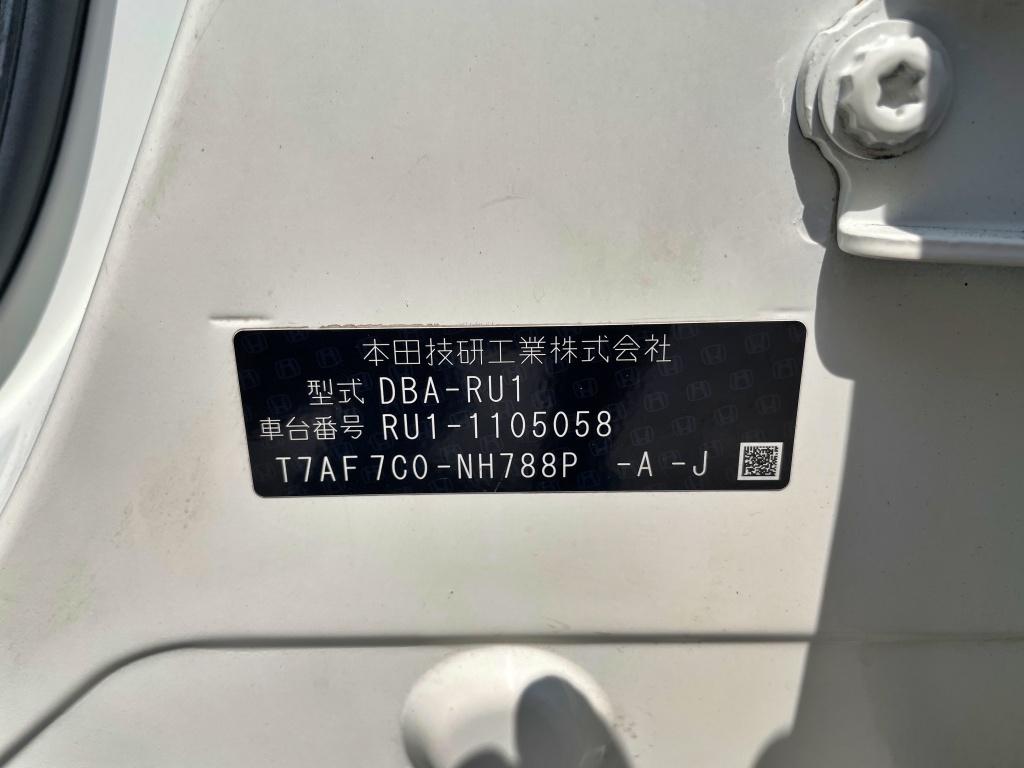 本田技研工業株式会社
型式 DBA-RU1
車台番号 RU1-1105058
T7AF7C0-NH788P -A -J